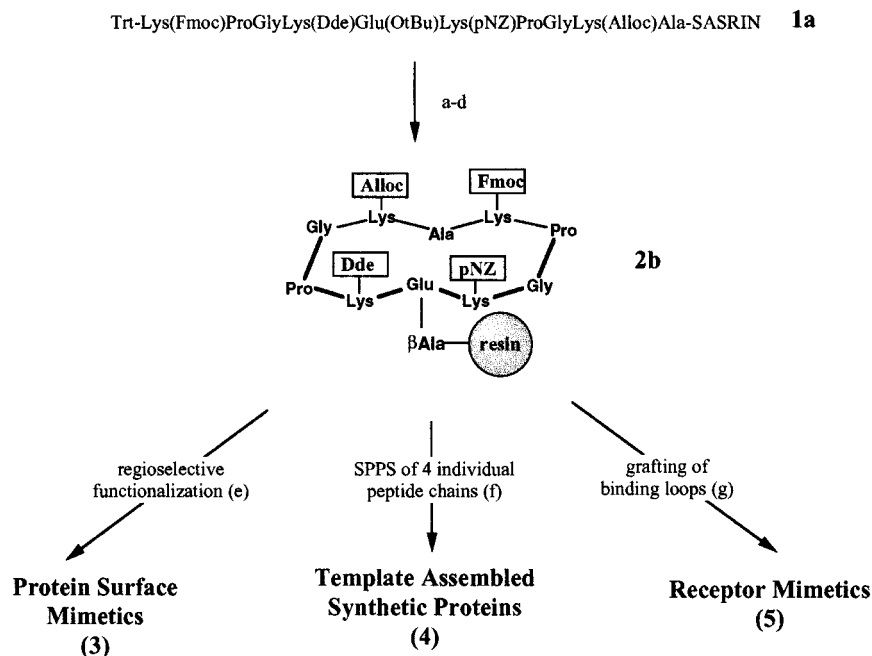 Trt-Lys(Fmoc)ProGlyLys(Dde)Glu(OtBu)Lys(pNZ)ProGlyLys(Alloc)Ala-SASRIN 1a
a-d
Alloc
Fmoc
Gly
Lys
Ala
Lys
Pro
2b
Dde
pNZ
Pro
Lys
Glu
Lys
Gly
βAla
resin
regioselective
functionalization (e)
SPPS of 4 individual
peptide chains (f)
grafting of
binding loops (g)
Protein Surface
Mimetics
(3)
Template Assembled
Synthetic Proteins
(4)
Receptor Mimetics
(5)